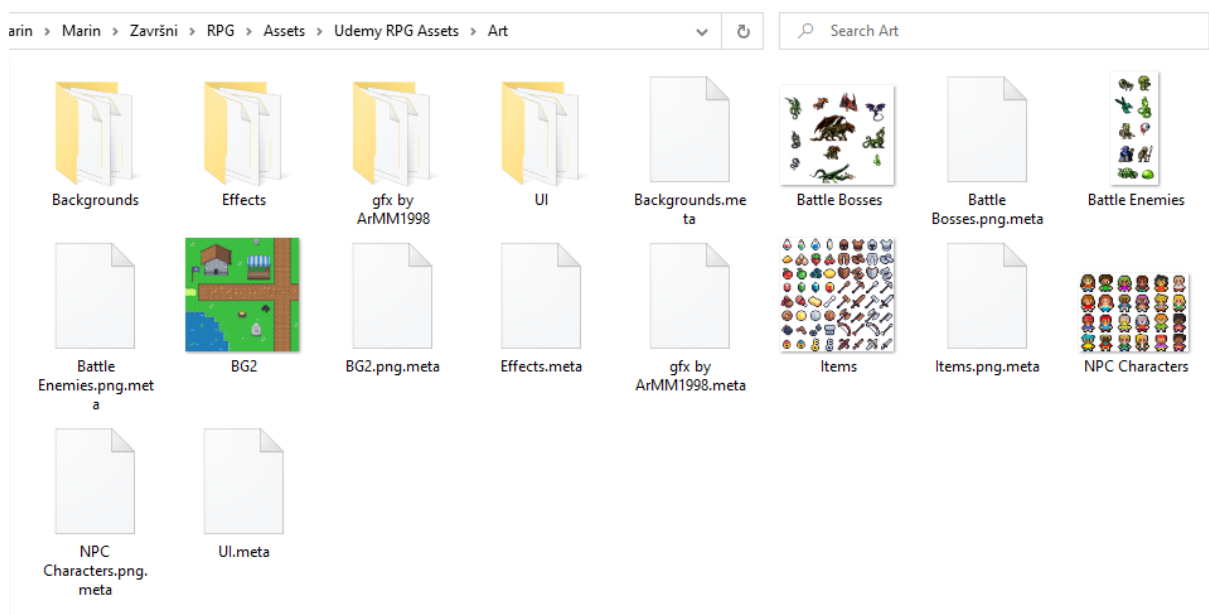 arin > Marin > Završni > RPG > Assets > Udemy RPG Assets > Art
Search Art
Backgrounds
Effects
gfx by
ArMM1998
UI
Backgrounds.me
ta
Battle Bosses
Battle
Bosses.png.meta
Battle Enemies
Battle
Enemies.png.met
a
BG2
BG2.png.meta
Effects.meta
gfx by
ArMM1998.meta
Items
Items.png.meta
NPC Characters
NPC
Characters.png.
meta
UI.meta